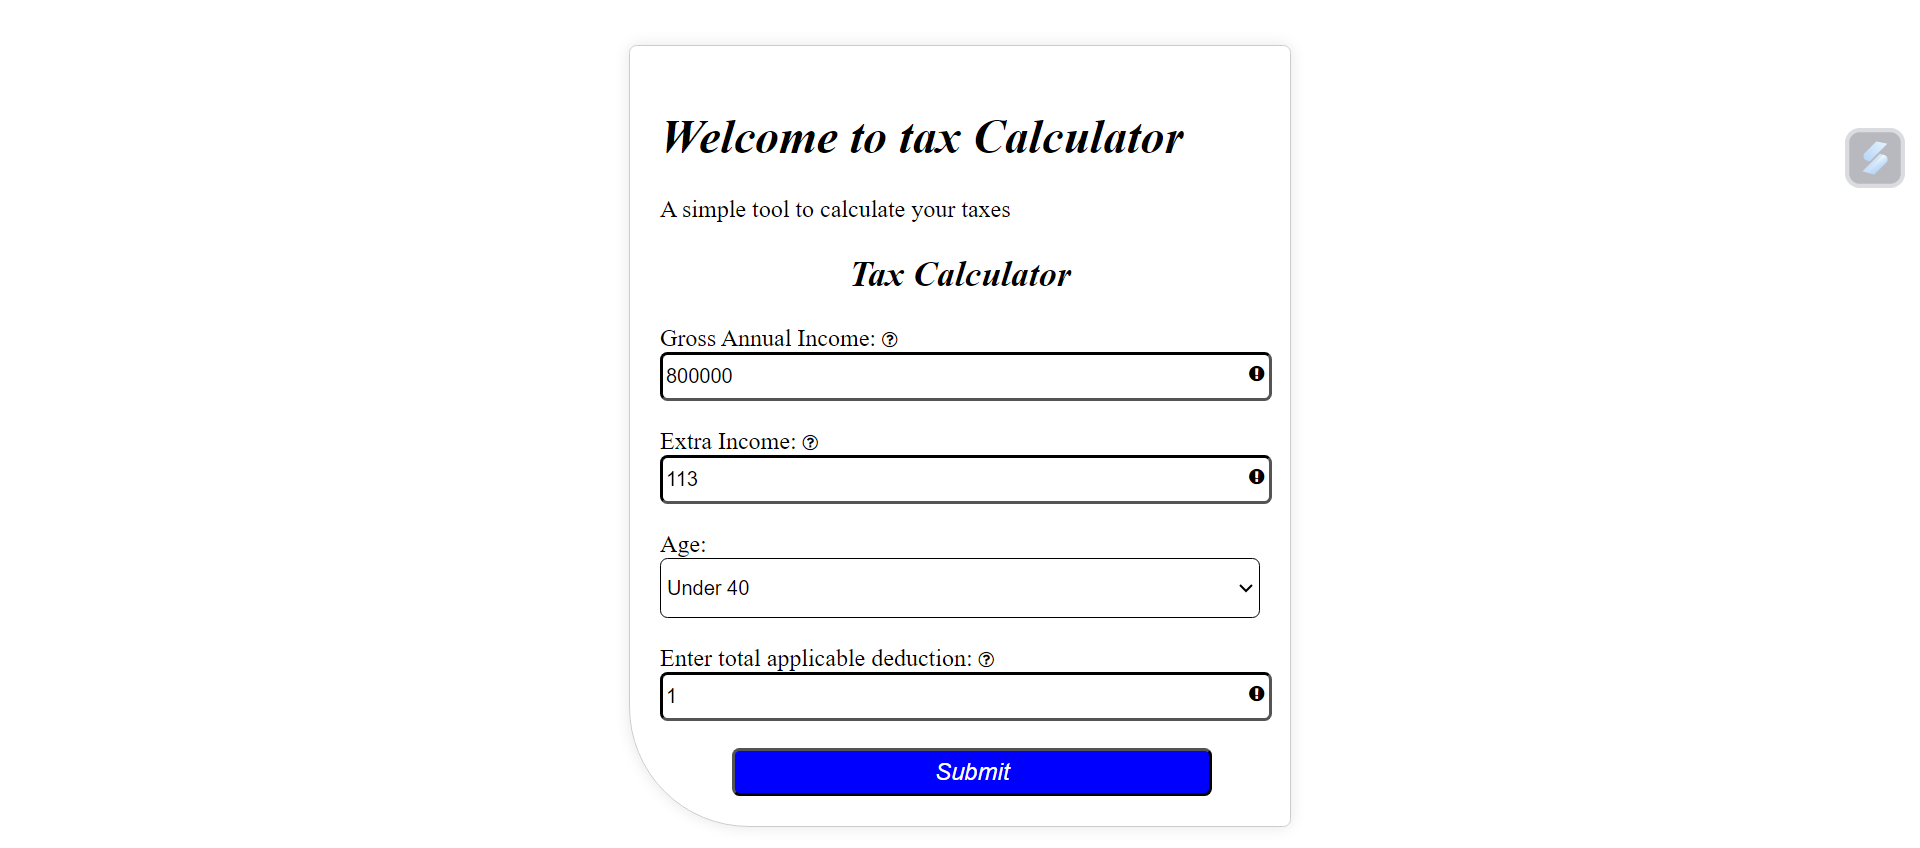 Welcome to tax Calculator
A simple tool to calculate your taxes
Tax Calculator
Gross Annual Income:
800000
Extra Income:
113
Age:
Under 40
Enter total applicable deduction:
1
Submit